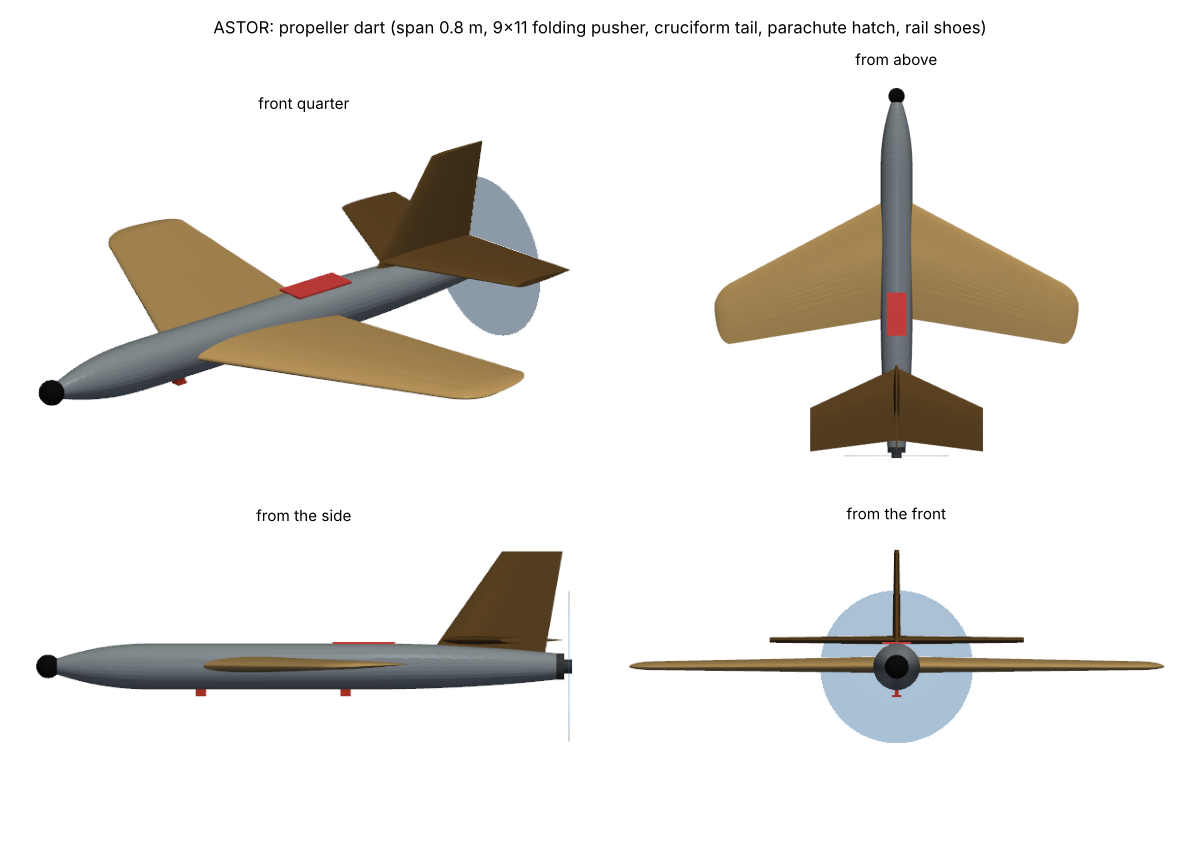 ASTOR: propeller dart (span 0.8 m, 9×11 folding pusher, cruciform tail, parachute hatch, rail shoes)
from above
front quarter
from the side
from the front